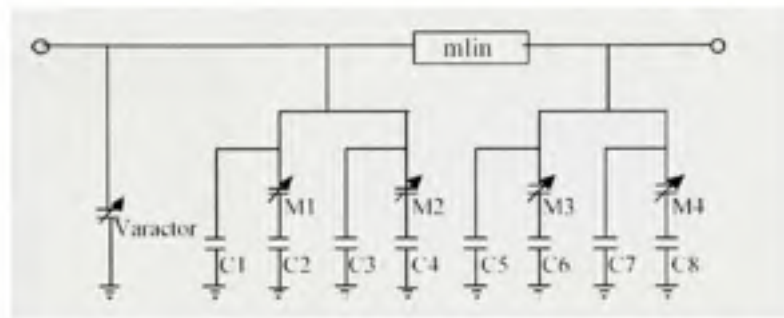 mlin
M1 M2 M3 M4
Varactor
C1 C2 C3 C4 C5 C6 C7 C8